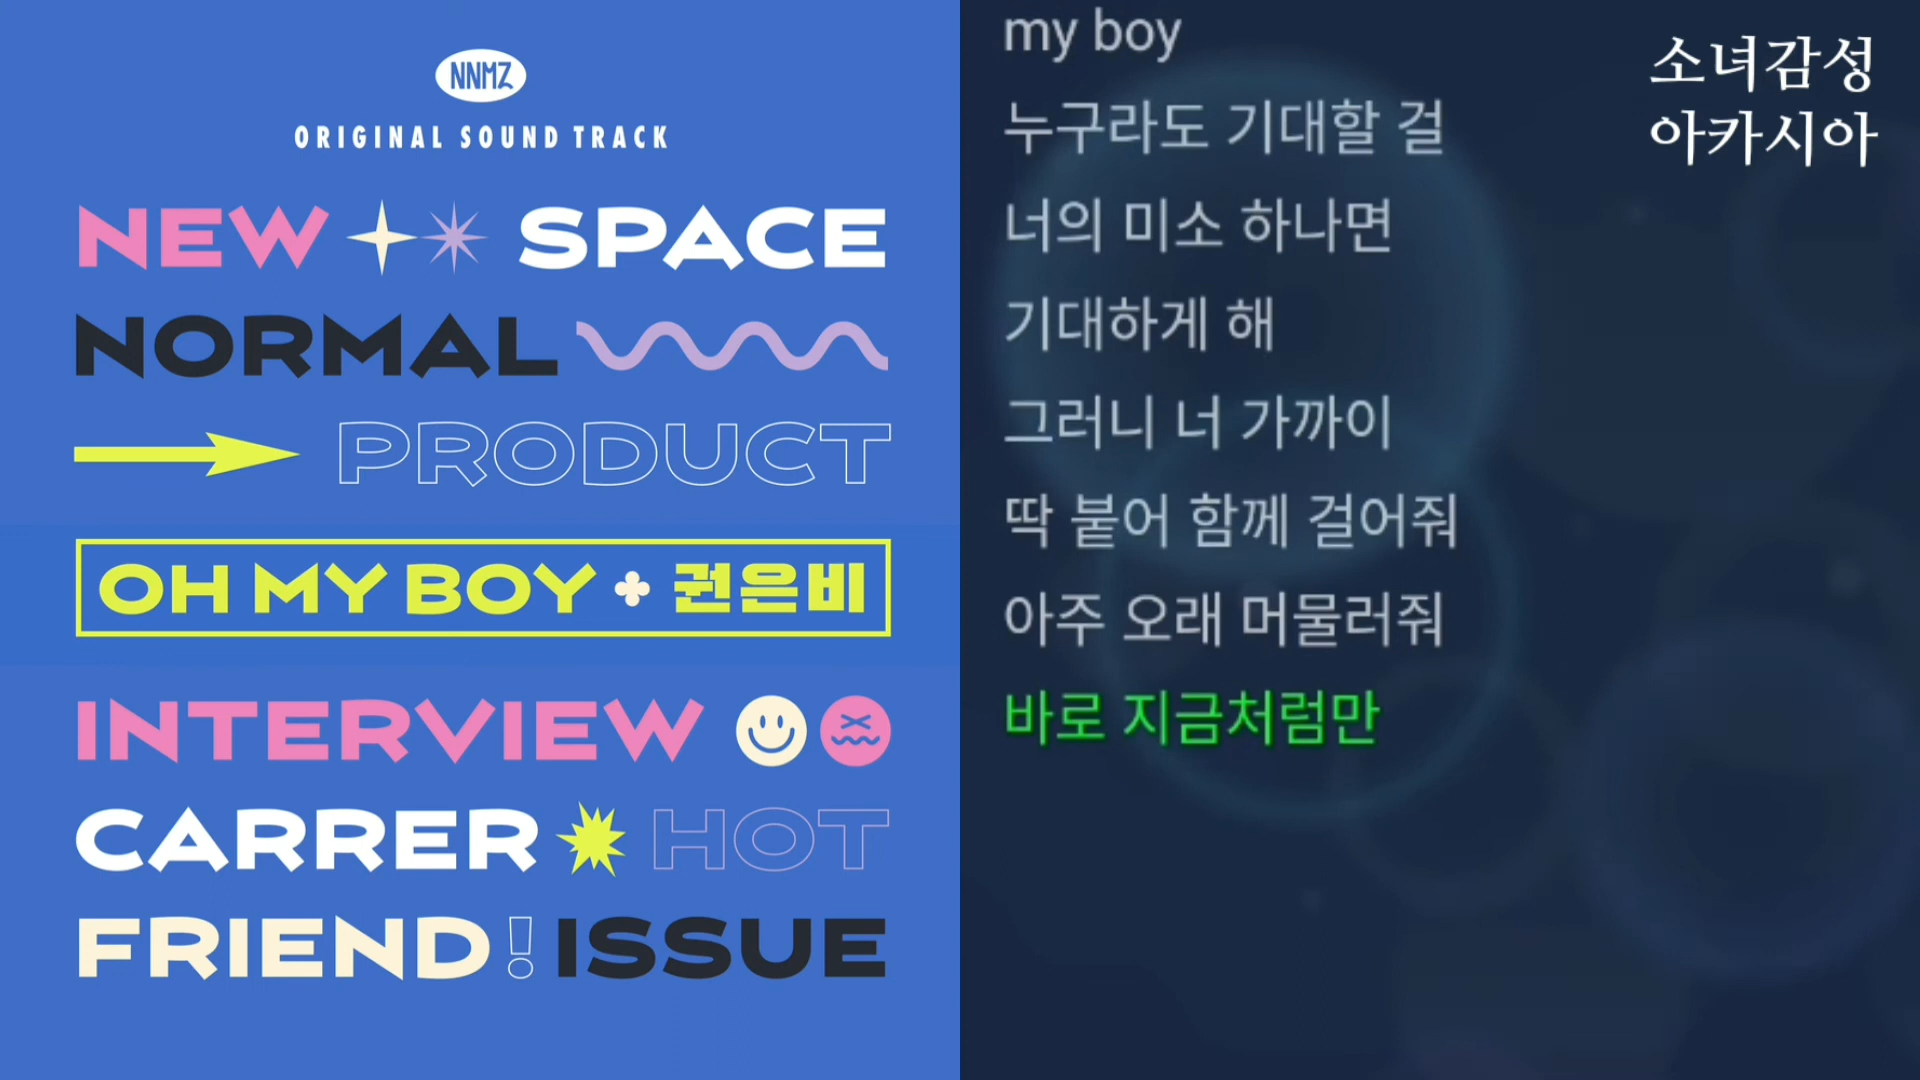 NNMZ
ORIGINAL SOUND TRACK
NEW SPACE
NORMAL
PRODUCT
OH MY BOY 권은비
INTERVIEW
CARRER HOT
FRIEND! ISSUE
my boy
누구라도 기대할 걸
너의 미소 하나면
기대하게 해
그러니 너 가까이
딱 붙어 함께 걸어줘
아주 오래 머물러줘
바로 지금처럼만
소녀감성
아카시아